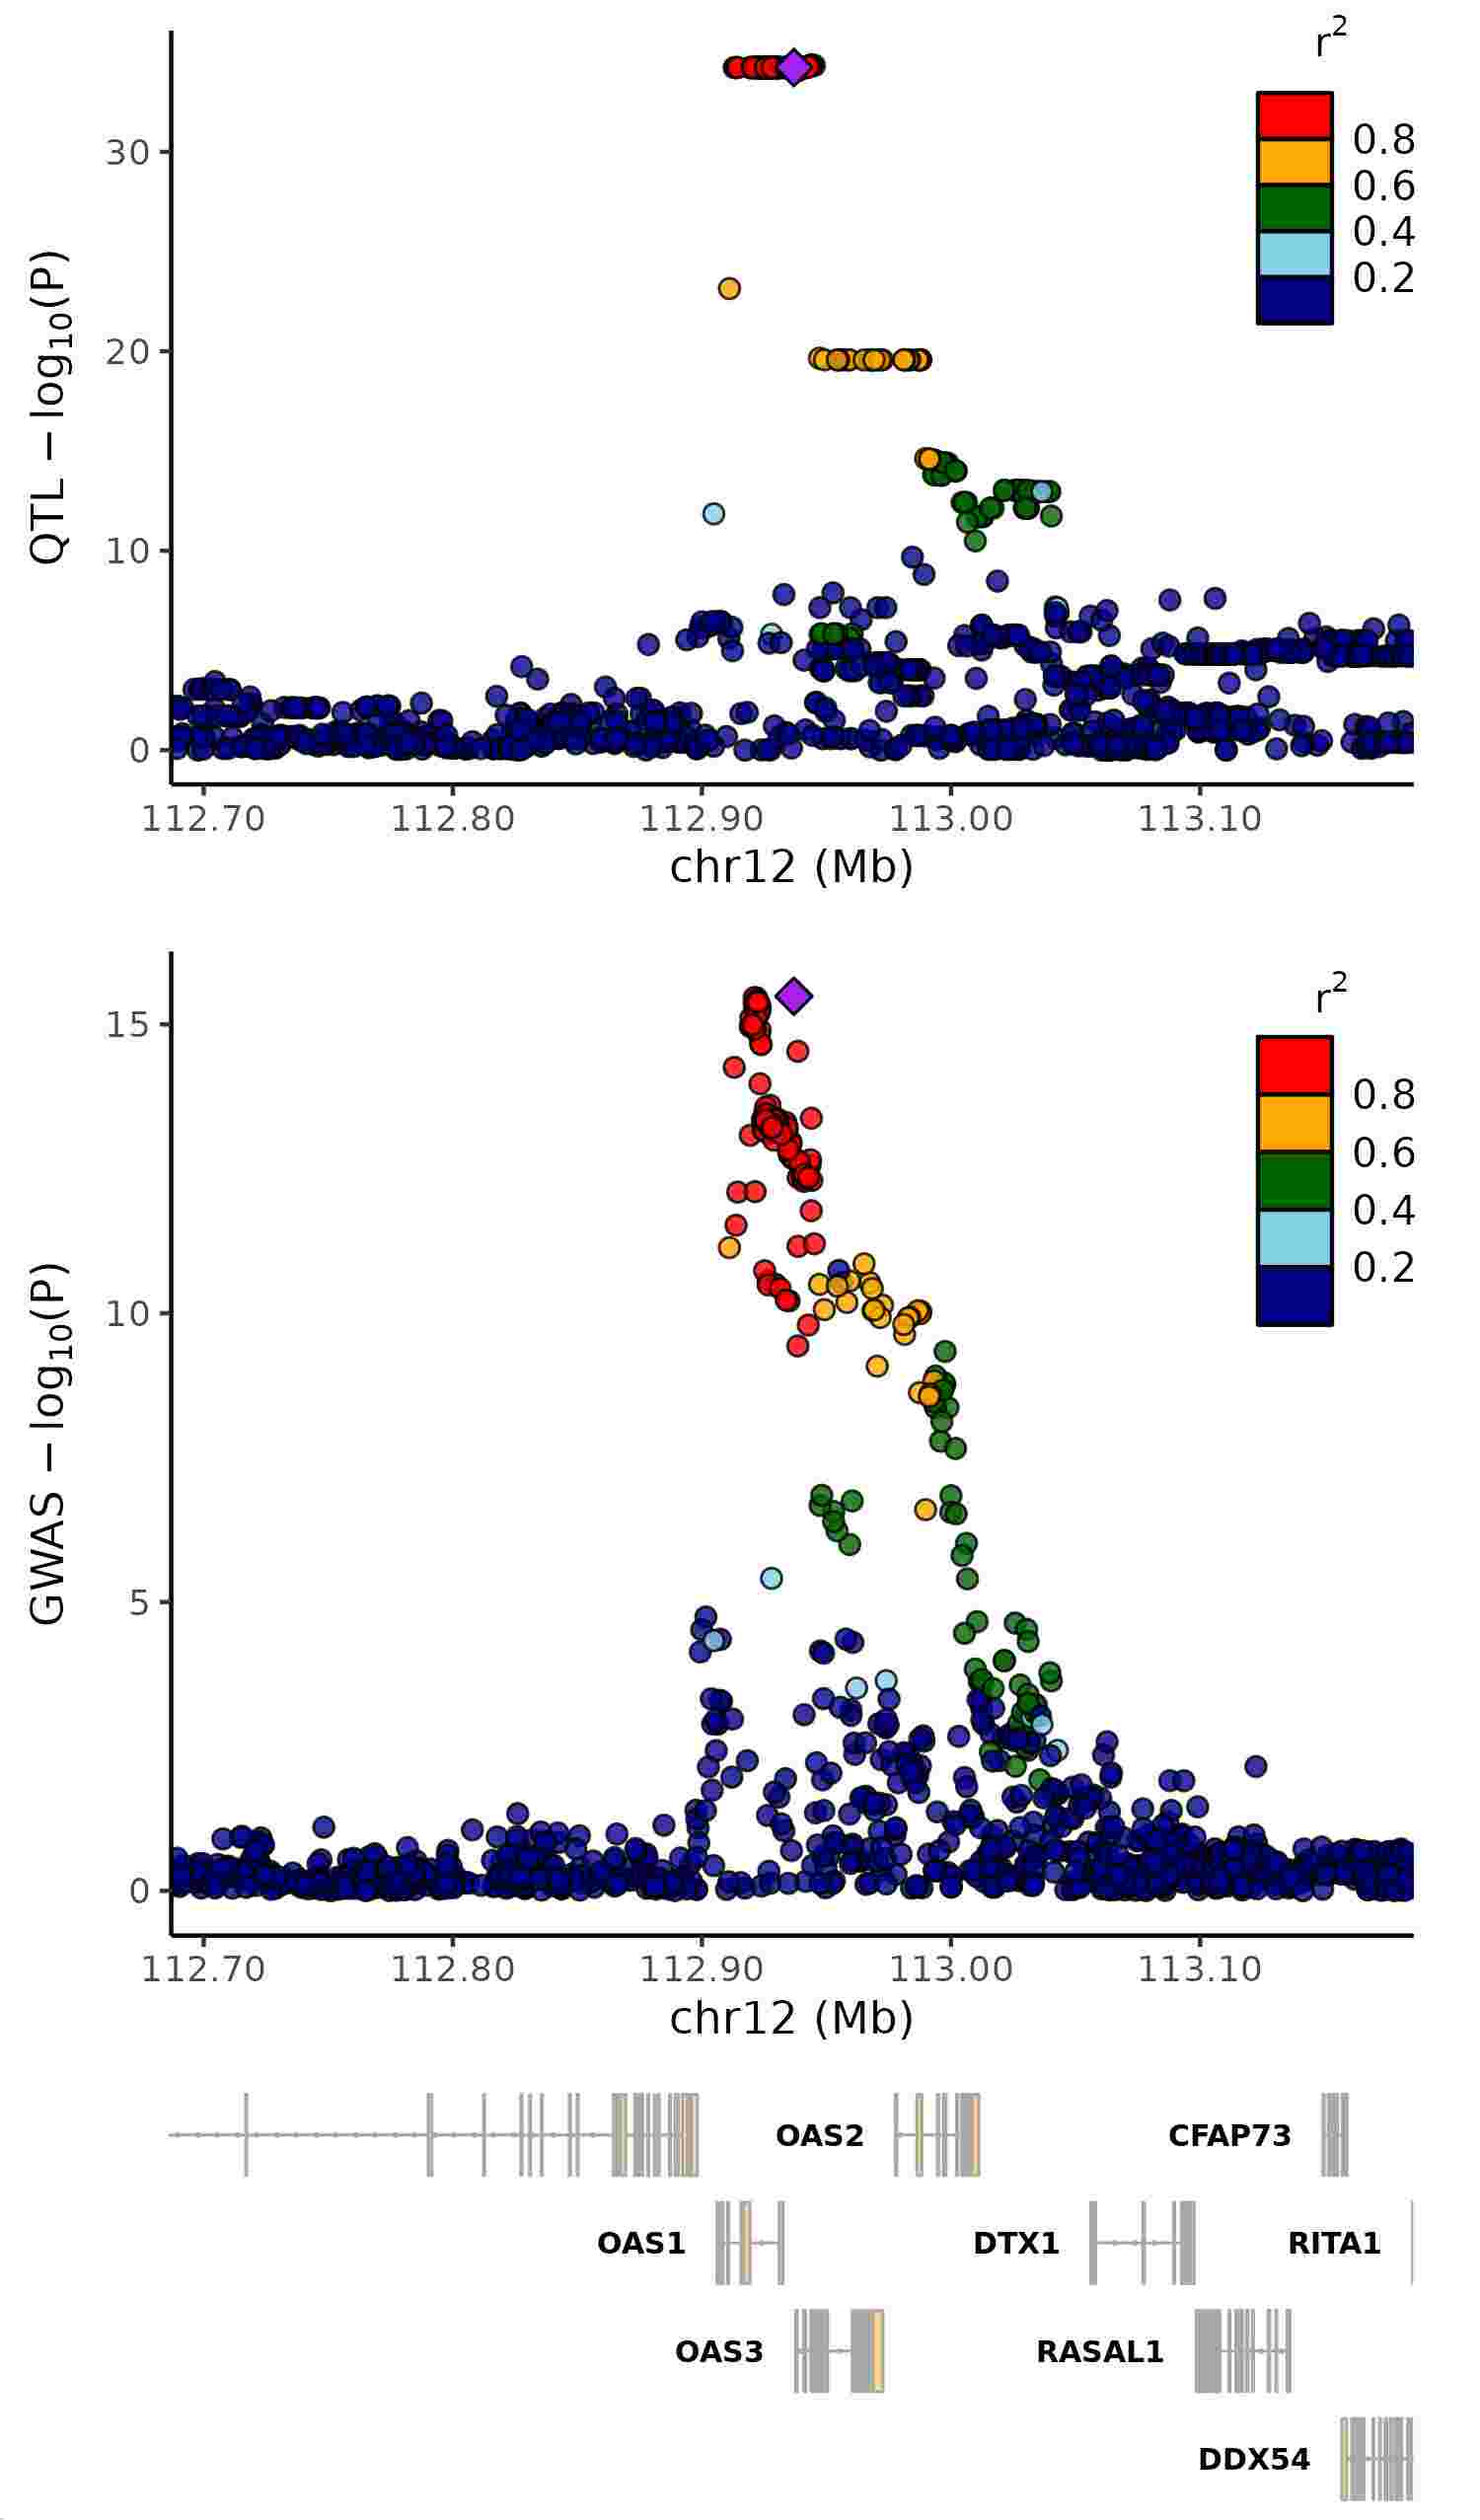 r²
0.8
0.6
0.4
0.2
30
20
10
0
QTL − log₁₀(P)
112.70 112.80 112.90 113.00 113.10
chr12 (Mb)
r²
0.8
0.6
0.4
0.2
15
10
5
0
GWAS − log₁₀(P)
112.70 112.80 112.90 113.00 113.10
chr12 (Mb)
OAS2 CFAP73
OAS1 DTX1 RITA1
OAS3 RASAL1
DDX54